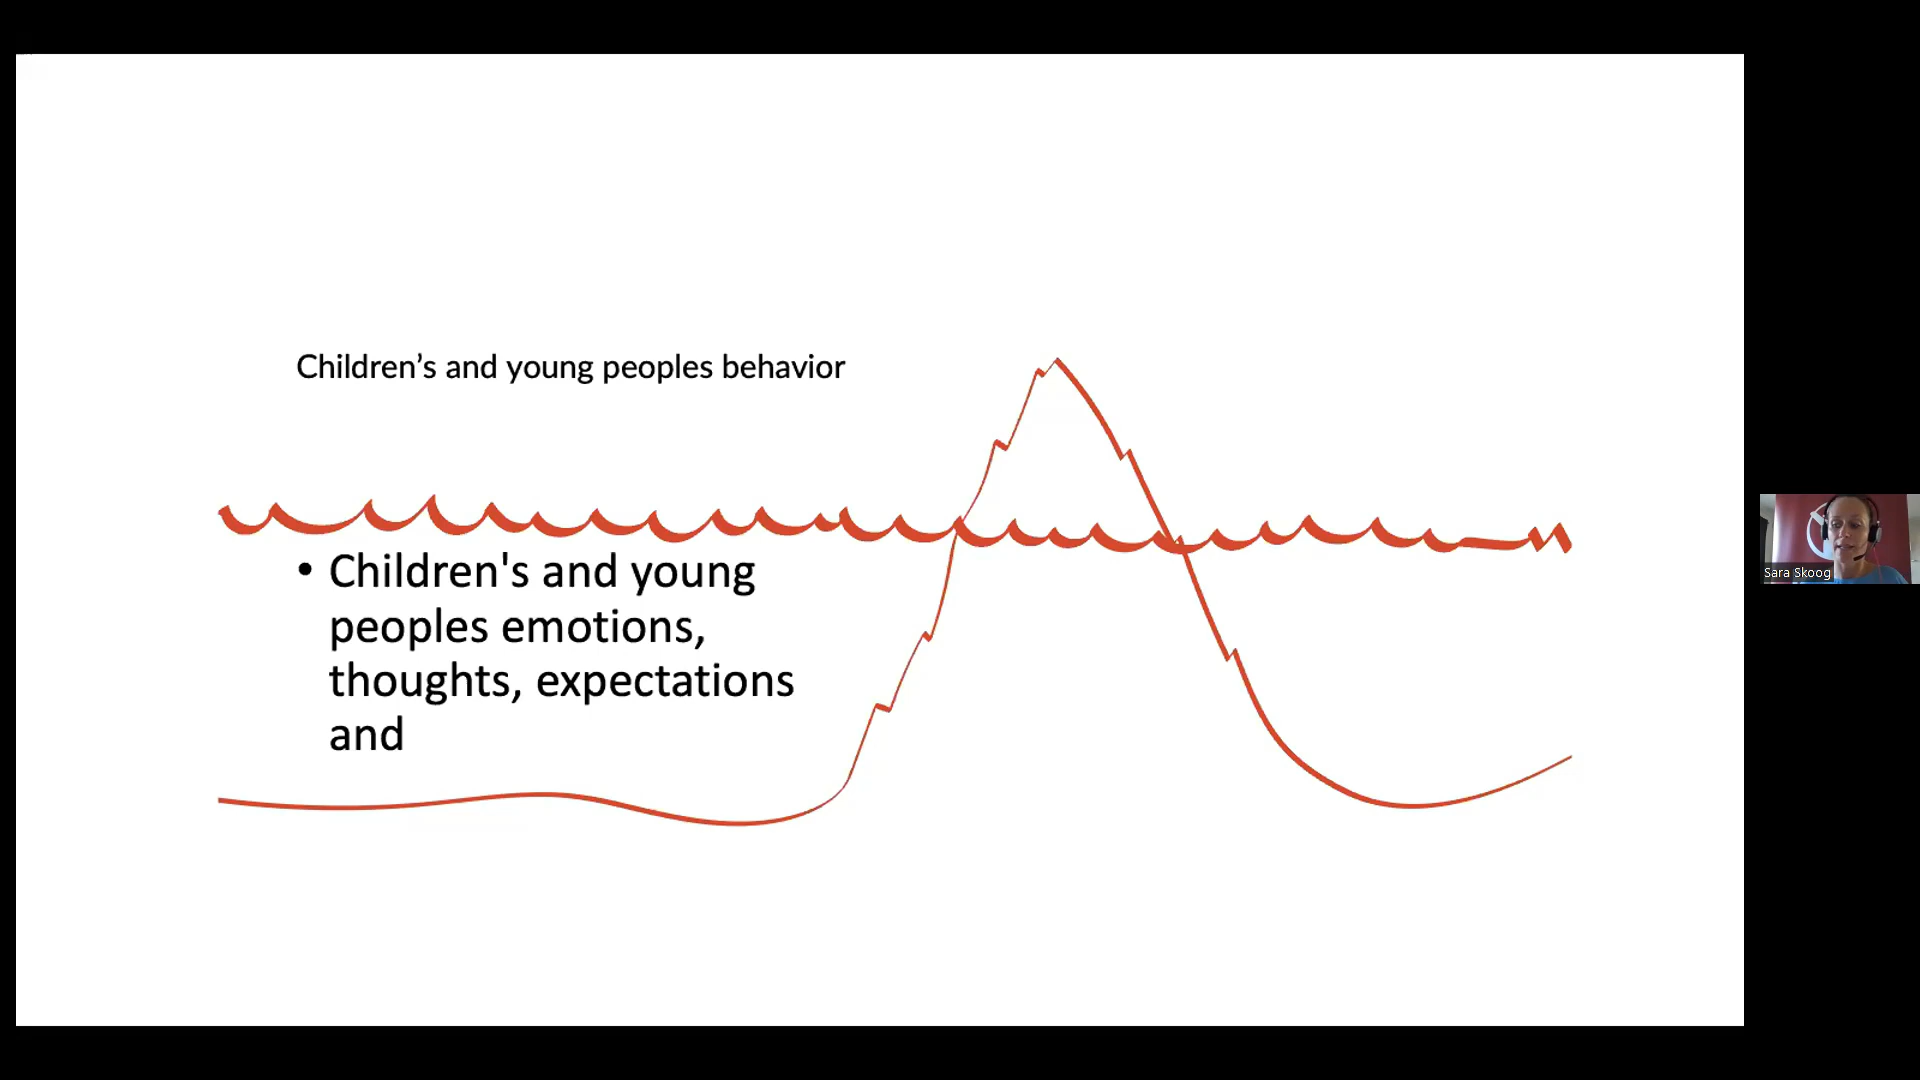 Children’s and young peoples behavior
• Children's and young
peoples emotions,
thoughts, expectations
and
Sara Skoog